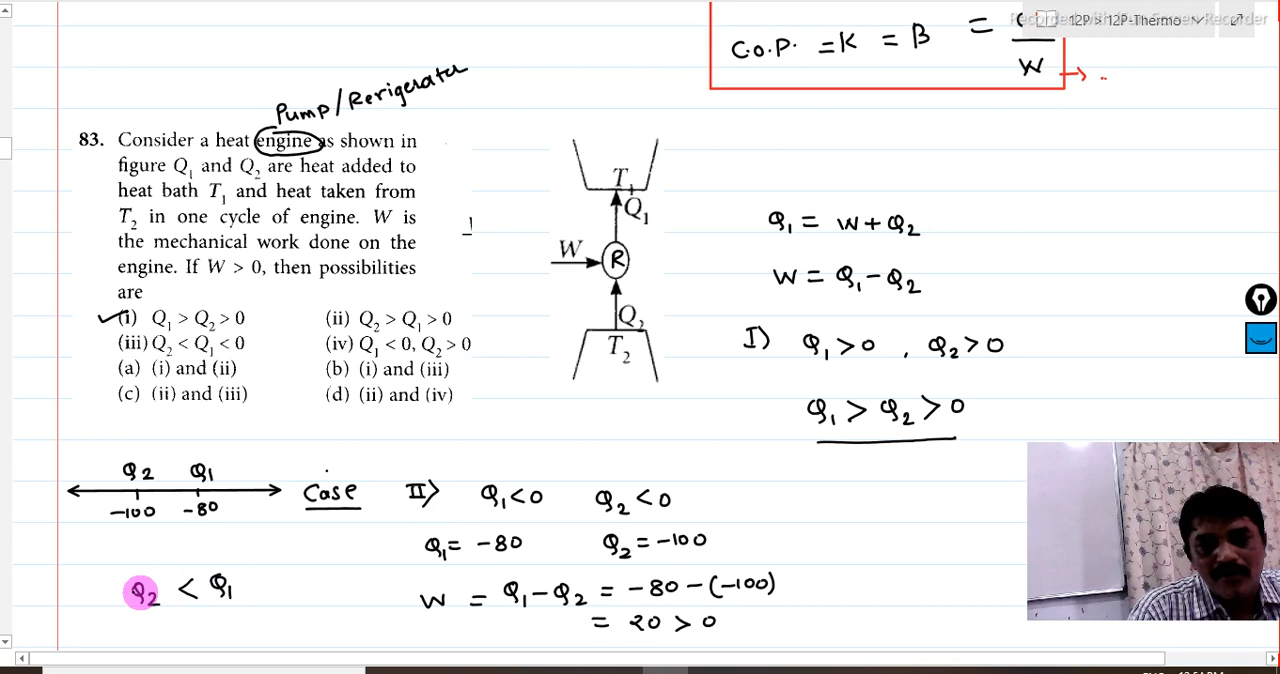 12P > 12P-Thermo
C.O.P. = K = β =
W
Pump/Rerigerator
83. Consider a heat engine as shown in
figure Q₁ and Q₂ are heat added to
heat bath T₁ and heat taken from
T₂ in one cycle of engine. W is
the mechanical work done on the
engine. If W > 0, then possibilities
are
(i) Q₁ > Q₂ > 0 (ii) Q₂ > Q₁ > 0
(iii) Q₂ < Q₁ < 0 (iv) Q₁ < 0, Q₂ > 0
(a) (i) and (ii) (b) (i) and (iii)
(c) (ii) and (iii) (d) (ii) and (iv)
T₁
Q₁
W R
Q₂
T₂
Q₁ = W + Q₂
W = Q₁ - Q₂
I) Q₁ > 0 , Q₂ > 0
Q₁ > Q₂ > 0
Q2 Q1
-100 -80
Q₂ < Q₁
Case II) Q₁ < 0 Q₂ < 0
Q₁ = -80 Q₂ = -100
W = Q₁ - Q₂ = -80 - (-100)
= 20 > 0